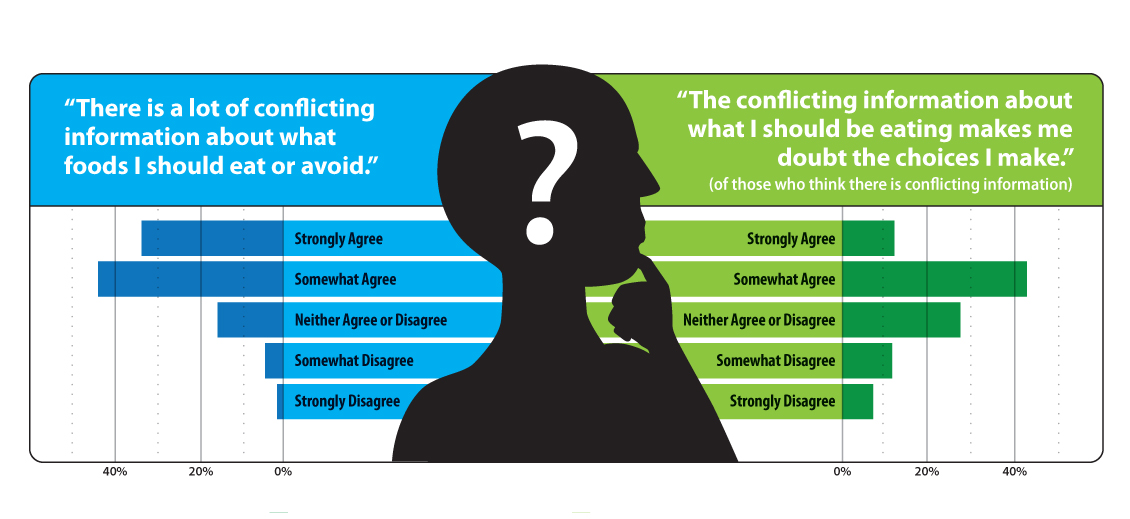 “There is a lot of conflicting
information about what
foods I should eat or avoid.”
?
“The conflicting information about
what I should be eating makes me
doubt the choices I make.”
(of those who think there is conflicting information)
Strongly Agree
Somewhat Agree
Neither Agree or Disagree
Somewhat Disagree
Strongly Disagree
40% 20% 0%
Strongly Agree
Somewhat Agree
Neither Agree or Disagree
Somewhat Disagree
Strongly Disagree
0% 20% 40%